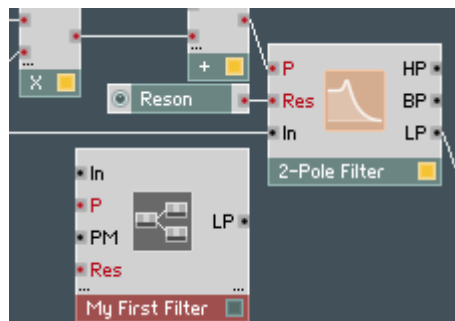 ...
X
...
+
Reson
P
Res
In
HP
BP
LP
2-Pole Filter
In
P
PM
Res
LP
... ...
My First Filter